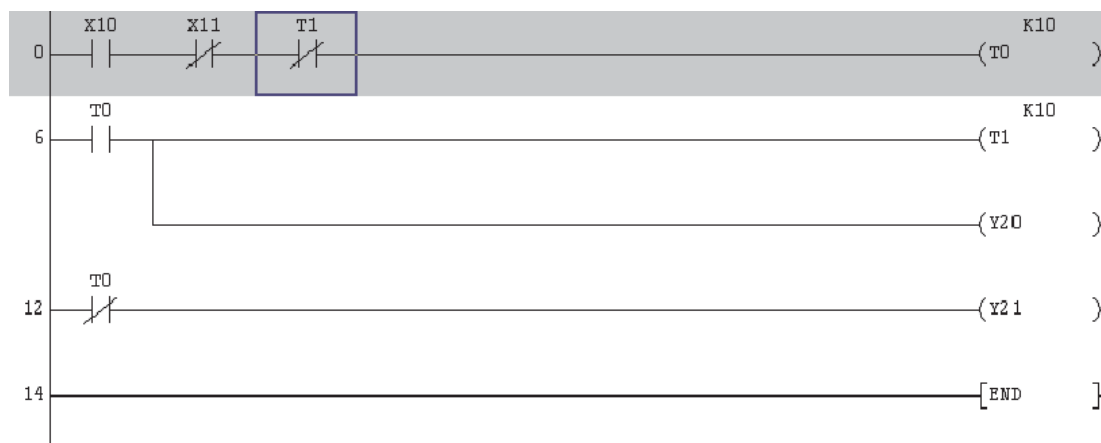 X10 X11 T1 K10
0 (T0 )
T0 K10
6 (T1 )
(Y20 )
T0
12 (Y21 )
14 [END ]